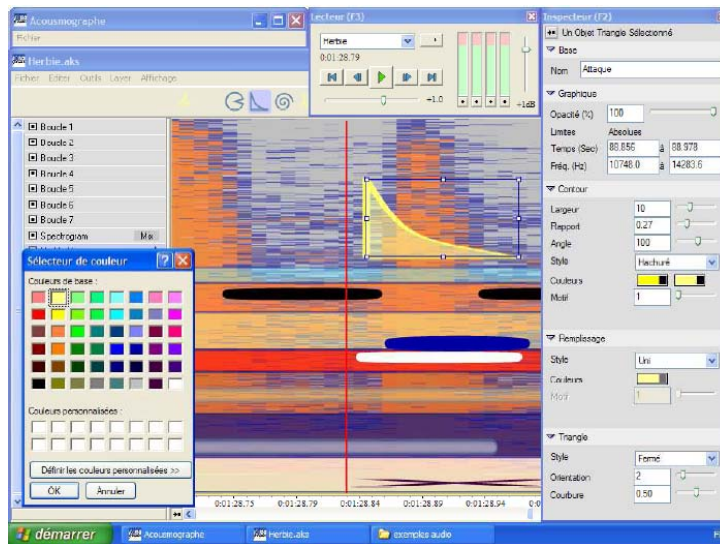 Acousmographe
Fichier
Herbie.aks
Fichier Editer Outils Layer Affichage
Boucle 1
Boucle 2
Boucle 3
Boucle 4
Boucle 5
Boucle 6
Boucle 7
Spectrogram Mix
Sélecteur de couleur
Couleurs de base :
Couleurs personnalisées :
Définir les couleurs personnalisées >>
OK Annuler
Lecteur (F3)
Herbie
0:01:28.79
+1.0
+1dB
0:01:28.75 0:01:28.79 0:01:28.84 0:01:28.89 0:01:28.94 0:0
Inspecteur (F2)
Un Objet Triangle Sélectionné
Base
Nom Attaque
Graphique
Opacité (%) 100
Limites Absolues
Temps (Sec) 88.856 à 88.978
Fréq. (Hz) 10748.0 à 14283.6
Contour
Largeur 10
Rapport 0.27
Angle 100
Style Hachuré
Couleurs
Motif 1
Remplissage
Style Uni
Couleurs
Motif 1
Triangle
Style Fermé
Orientation 2
Courbure 0.50
démarrer Acousmographe Herbie.aks exemples audio F